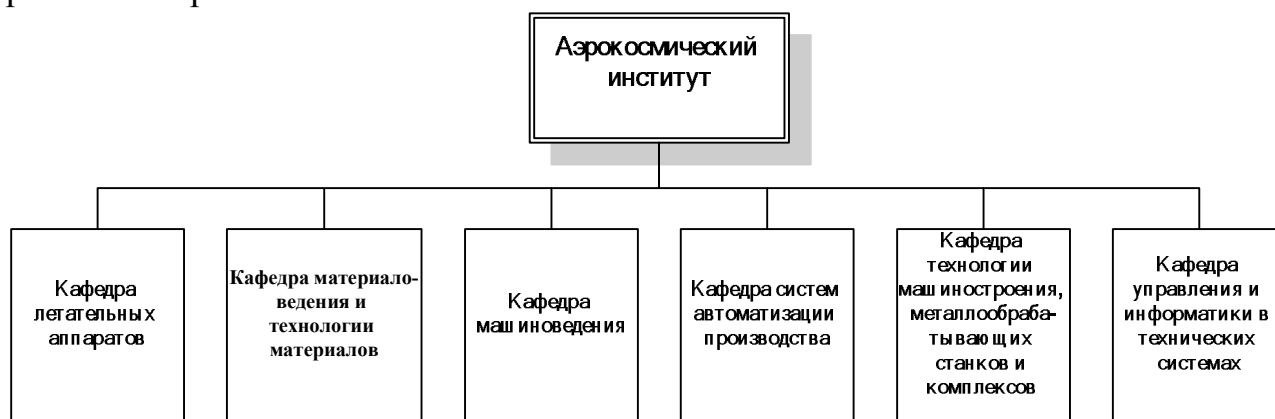 Аэрокосмический
институт
Кафедра
летательных
аппаратов
Кафедра материало-
ведения и
технологии
материалов
Кафедра
машиноведения
Кафедра систем
автоматизации
производства
Кафедра
технологии
машиностроения,
металлообраба-
тывающих
станков и
комплексов
Кафедра
управления и
информатики в
технических
системах